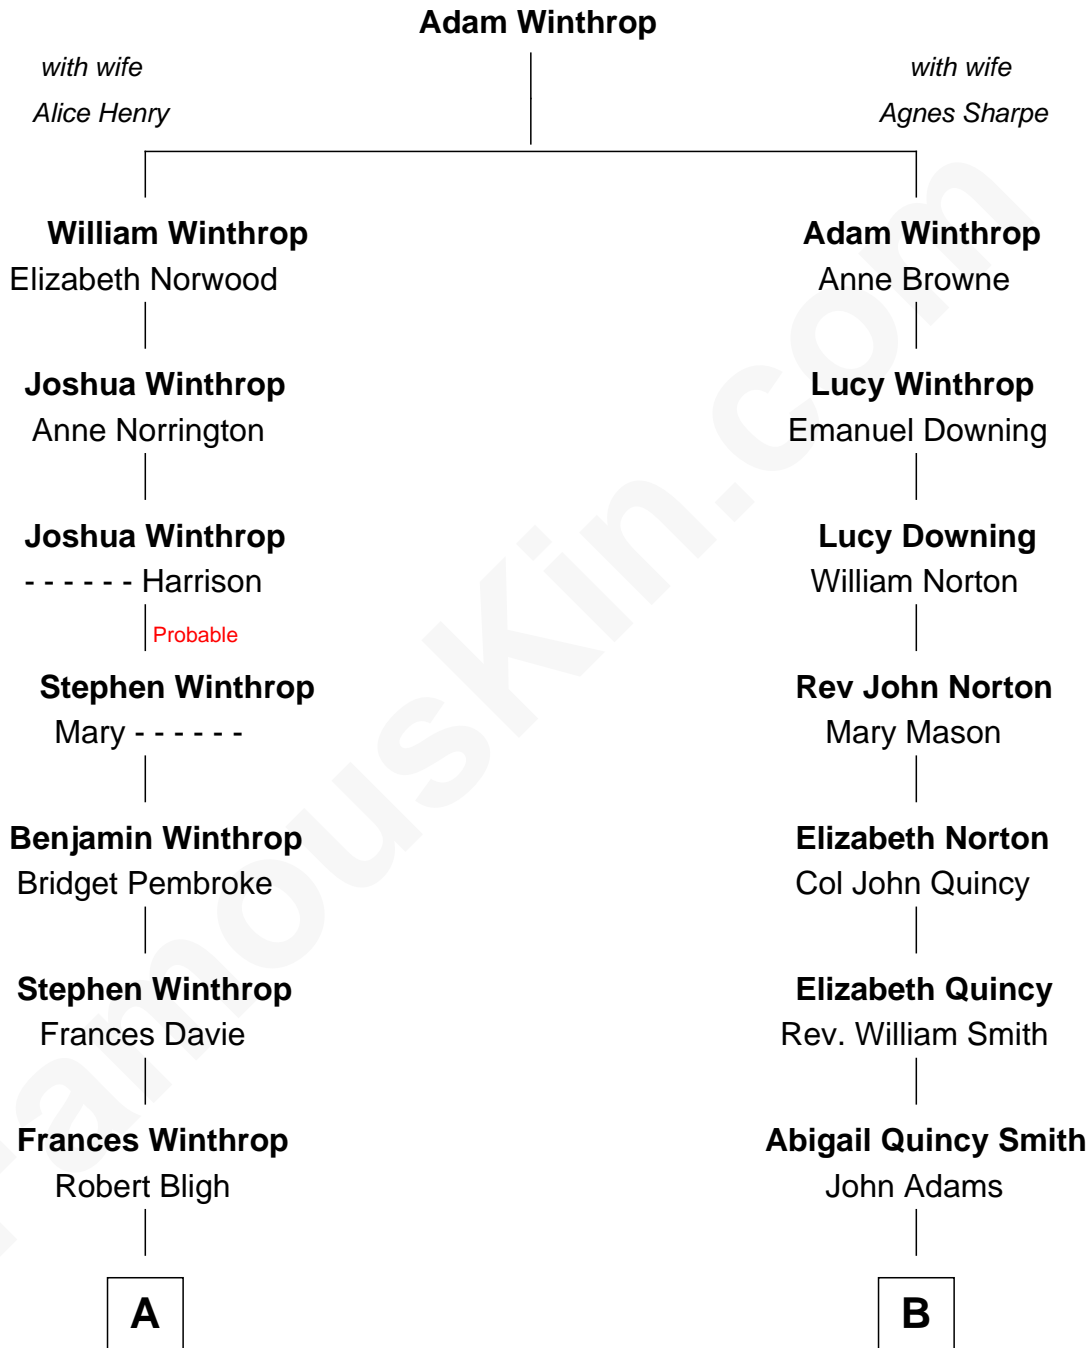 Adam Winthrop
with wife
Alice Henry
with wife
Agnes Sharpe
William Winthrop
Elizabeth Norwood
Adam Winthrop
Anne Browne
Joshua Winthrop
Anne Norrington
Lucy Winthrop
Emanuel Downing
Joshua Winthrop
- - - - - - Harrison
Probable
Lucy Downing
William Norton
Stephen Winthrop
Mary - - - - - -
Rev John Norton
Mary Mason
Benjamin Winthrop
Bridget Pembroke
Elizabeth Norton
Col John Quincy
Stephen Winthrop
Frances Davie
Elizabeth Quincy
Rev. William Smith
Frances Winthrop
Robert Bligh
Abigail Quincy Smith
John Adams
A
B
FamousKin.com